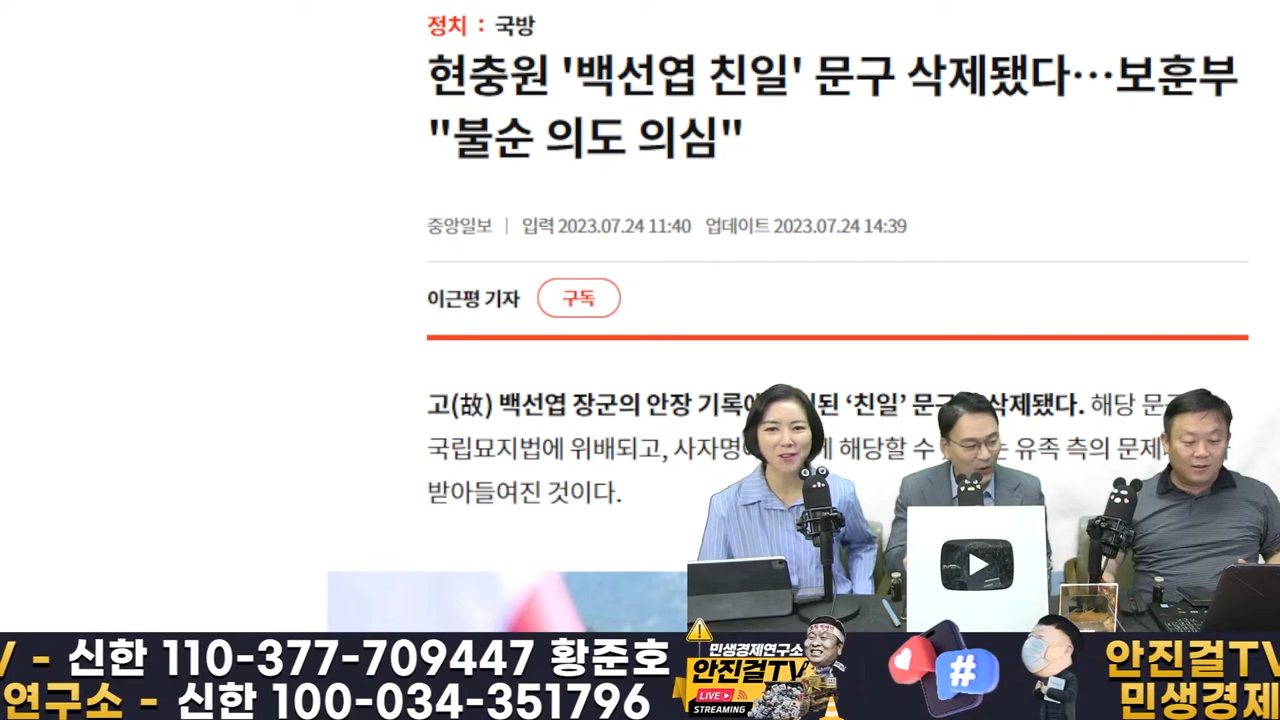 정치 : 국방
현충원 '백선엽 친일' 문구 삭제됐다…보훈부
"불순 의도 의심"
중앙일보 | 입력 2023.07.24 11:40 업데이트 2023.07.24 14:39
이근평 기자 구독
고(故) 백선엽 장군의 안장 기록에 된 ‘친일’ 문구 삭제됐다. 해당 문
국립묘지법에 위배되고, 사자명 해당할 수 유족 측의 문제
받아들여진 것이다.
V - 신한 110-377-709447 황준호
연구소 - 신한 100-034-351796
민생경제연구소
안진걸TV
LIVE
STREAMING
#
안진걸TV
민생경제